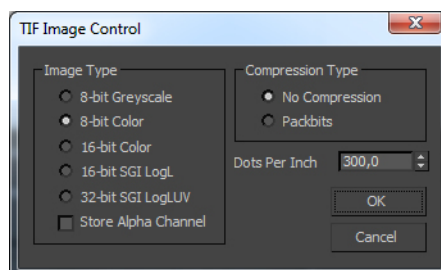 TIF Image Control
Image Type
8-bit Greyscale
8-bit Color
16-bit Color
16-bit SGI LogL
32-bit SGI LogLUV
Store Alpha Channel
Compression Type
No Compression
Packbits
Dots Per Inch 300,0
OK
Cancel